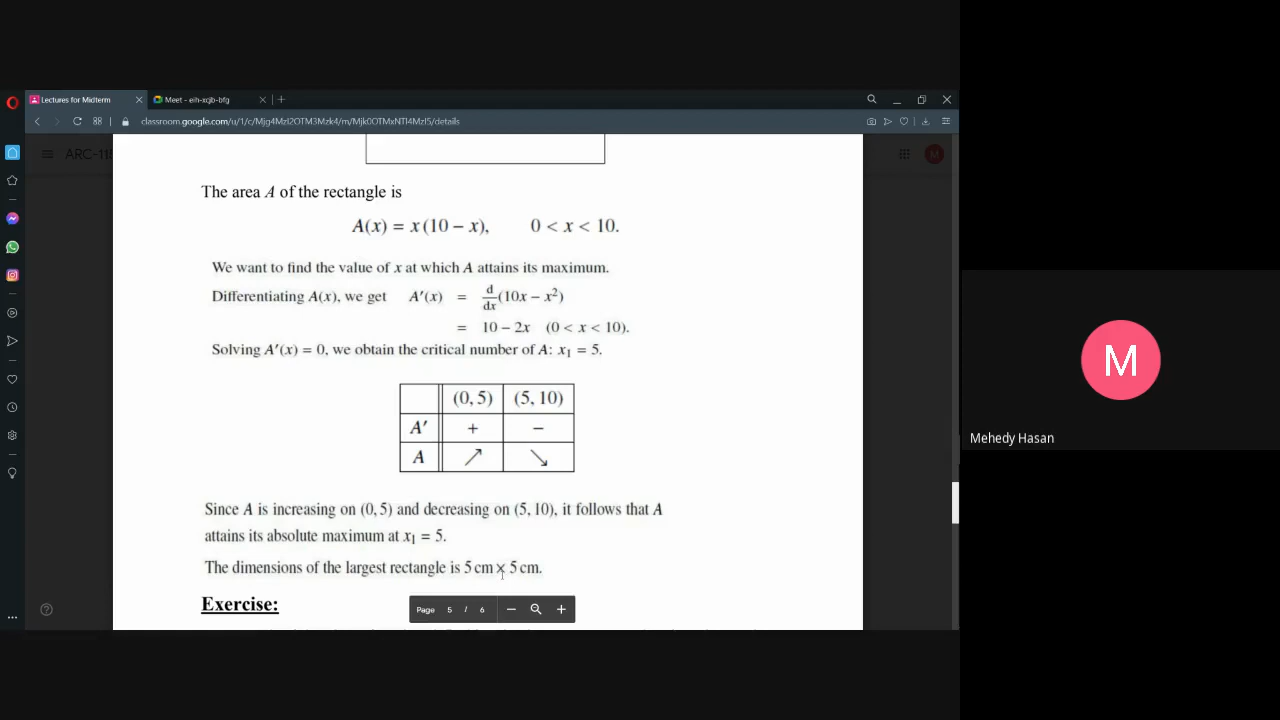 Lectures for Midterm
Meet - eih-xqjb-bfg
classroom.google.com/u/1/c/Mjg4MzI2OTM3Mzk4/m/Mjk0OTMxNTI4MzI5/details
The area A of the rectangle is
A(x) = x (10 − x), 0 < x < 10.
We want to find the value of x at which A attains its maximum.
Differentiating A(x), we get A′(x) = d/dx (10x − x²)
= 10 − 2x (0 < x < 10).
Solving A′(x) = 0, we obtain the critical number of A: x₁ = 5.
(0, 5) (5, 10)
A′ + −
A ↗ ↘
Since A is increasing on (0, 5) and decreasing on (5, 10), it follows that A
attains its absolute maximum at x₁ = 5.
The dimensions of the largest rectangle is 5 cm × 5 cm.
Exercise:
Page 5 / 6
M
Mehedy Hasan